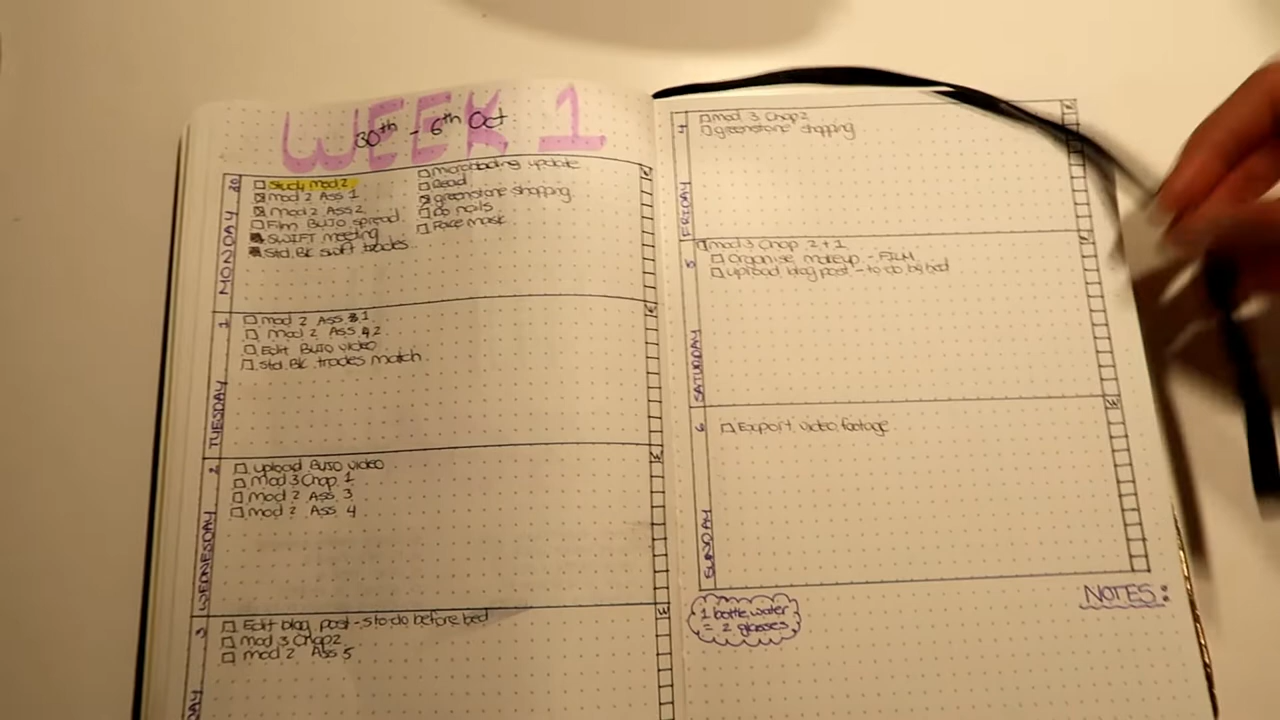 WEEK 1
30th - 6th Oct
30
MONDAY
Study mod 2
mod 2 Ass 1
mod 2 Ass 2
Film BUJO spread
SWIFT meeting
Std. BK swift trades
microblading update
Read
greenstone shopping
Do nails
Face mask
1
TUESDAY
mod 2 Ass 1
mod 2 Ass 2
Edit BUJO video
Std. BK trades match
2
WEDNESDAY
upload BUJO video
mod 3 Chap 1
mod 2 Ass 3
mod 2 Ass 4
3
DAY
Edit blog post - 5 to do before bed
mod 3 Chap 2
mod 2 Ass 5
4
FRIDAY
mod 3 Chap 2
greenstone shopping
5
SATURDAY
mod 3 Chap 2 + 1
Organise makeup - FILM
upload blog post - to do by bed
6
SUNDAY
Export video footage
1 bottle water
= 2 glasses
NOTES: